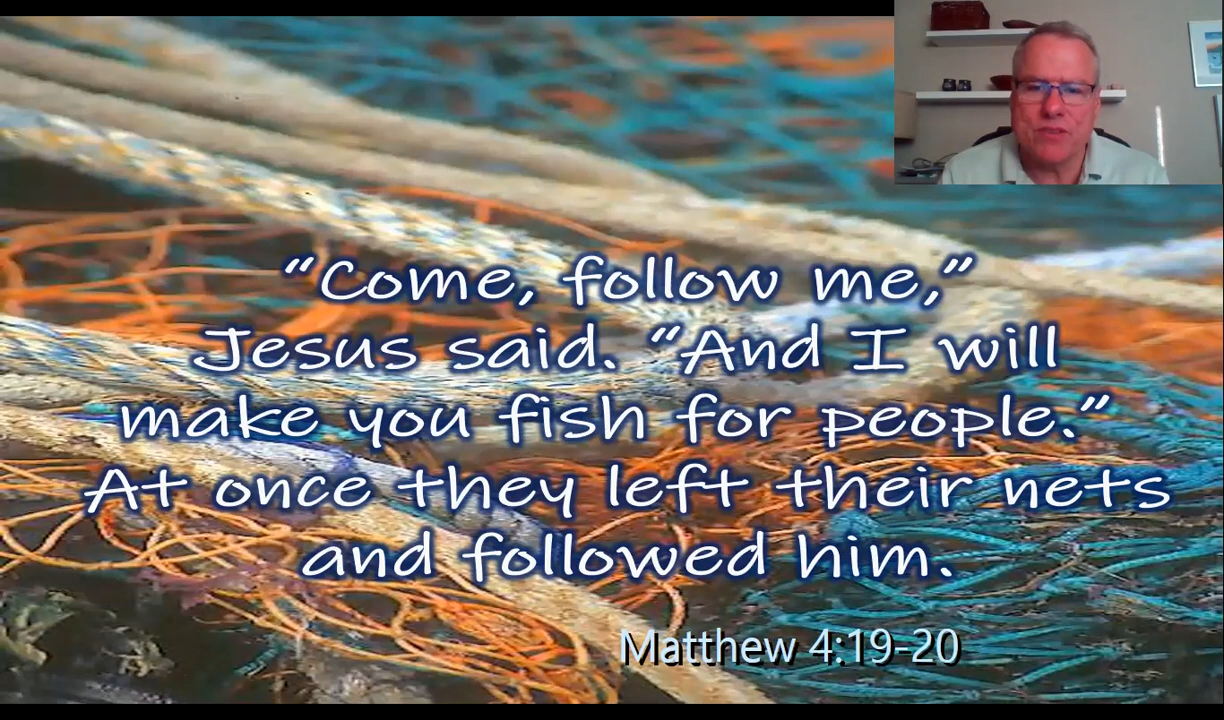 “Come, follow me,”
Jesus said. “And I will
make you fish for people.”
At once they left their nets
and followed him.
Matthew 4:19-20